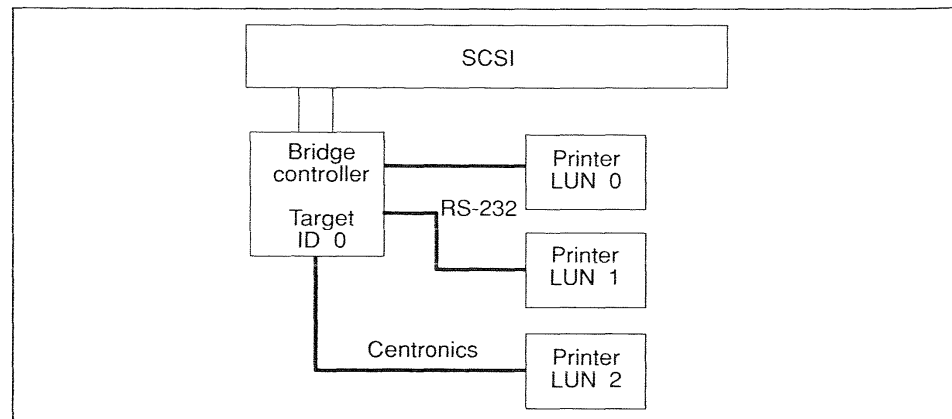 SCSI
Bridge
controller
Target
ID 0
Printer
LUN 0
RS-232
Printer
LUN 1
Centronics
Printer
LUN 2